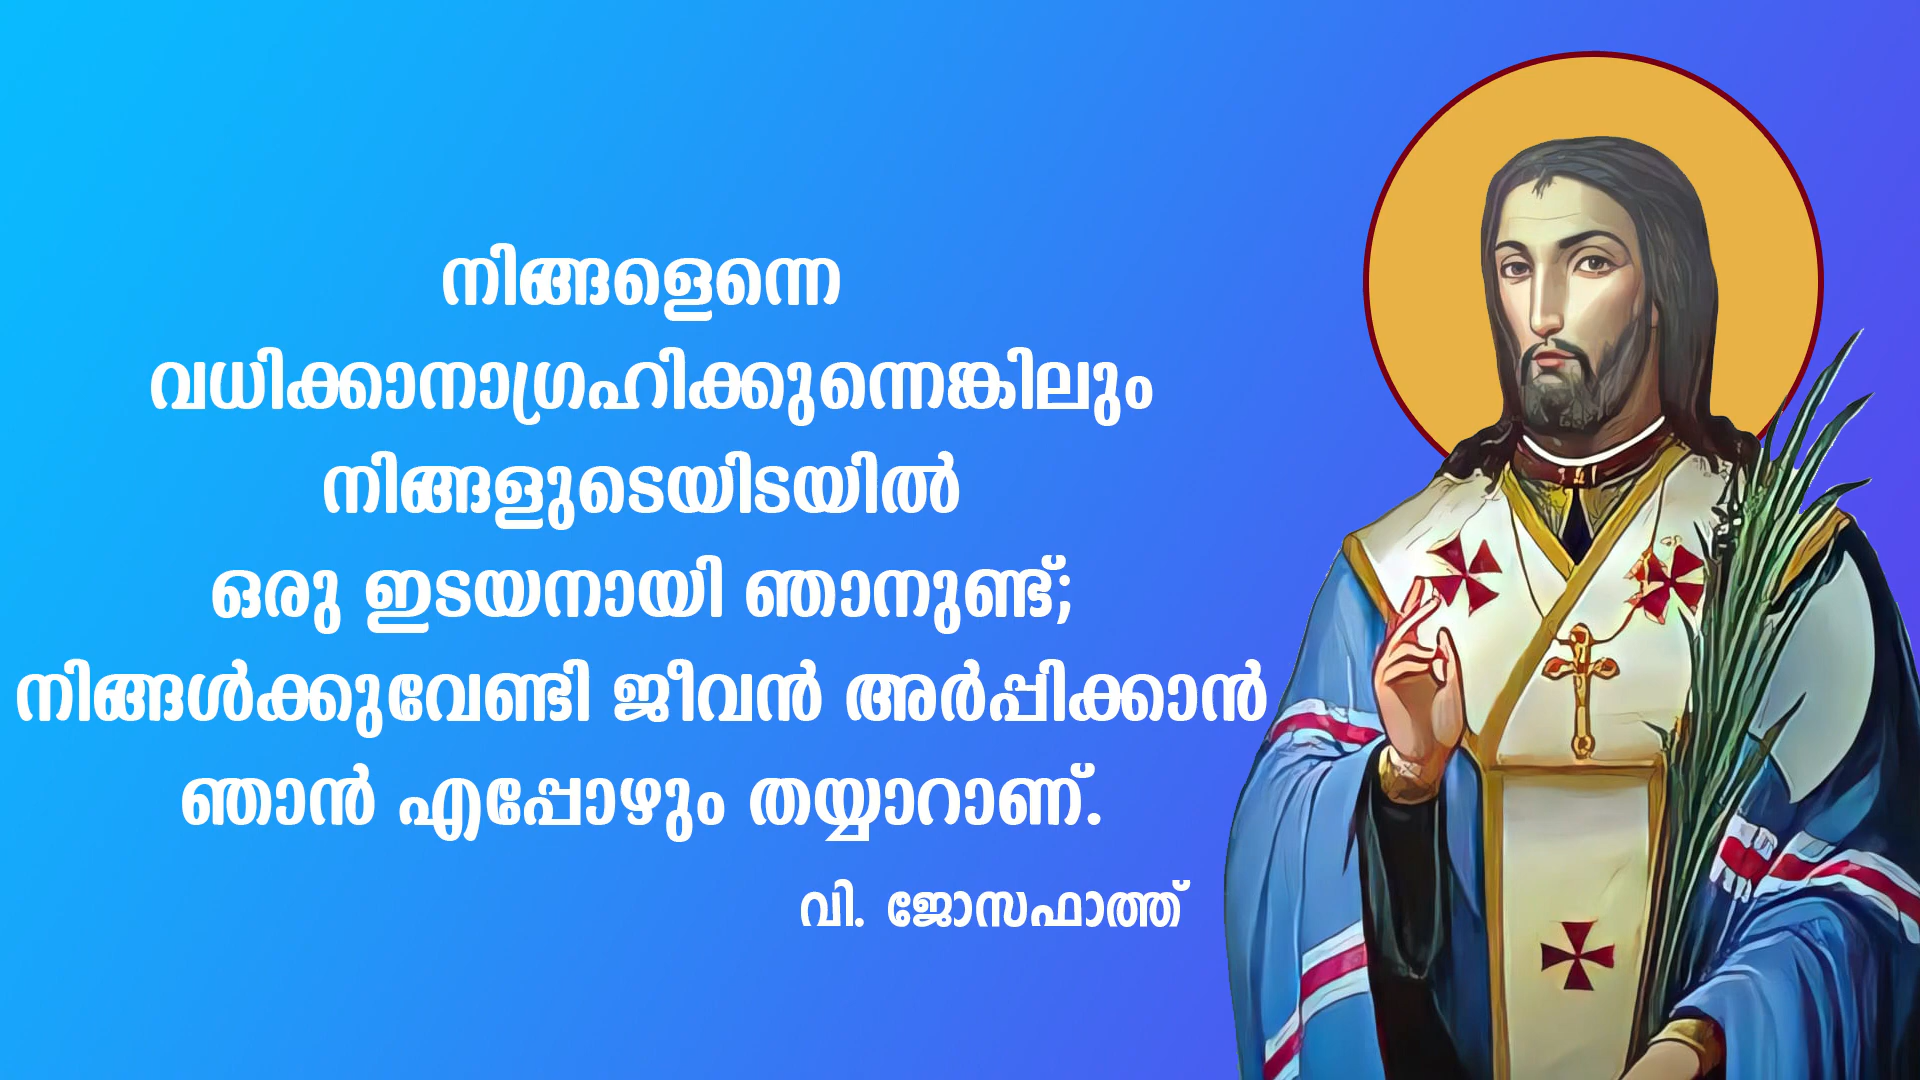 നിങ്ങളെന്നെ
വധിക്കാനാഗ്രഹിക്കുന്നെങ്കിലും
നിങ്ങളുടെയിടയിൽ
ഒരു ഇടയനായി ഞാനുണ്ട്;
നിങ്ങൾക്കുവേണ്ടി ജീവൻ അർപ്പിക്കാൻ
ഞാൻ എപ്പോഴും തയ്യാറാണ്.
വി. ജോസഫാത്ത്